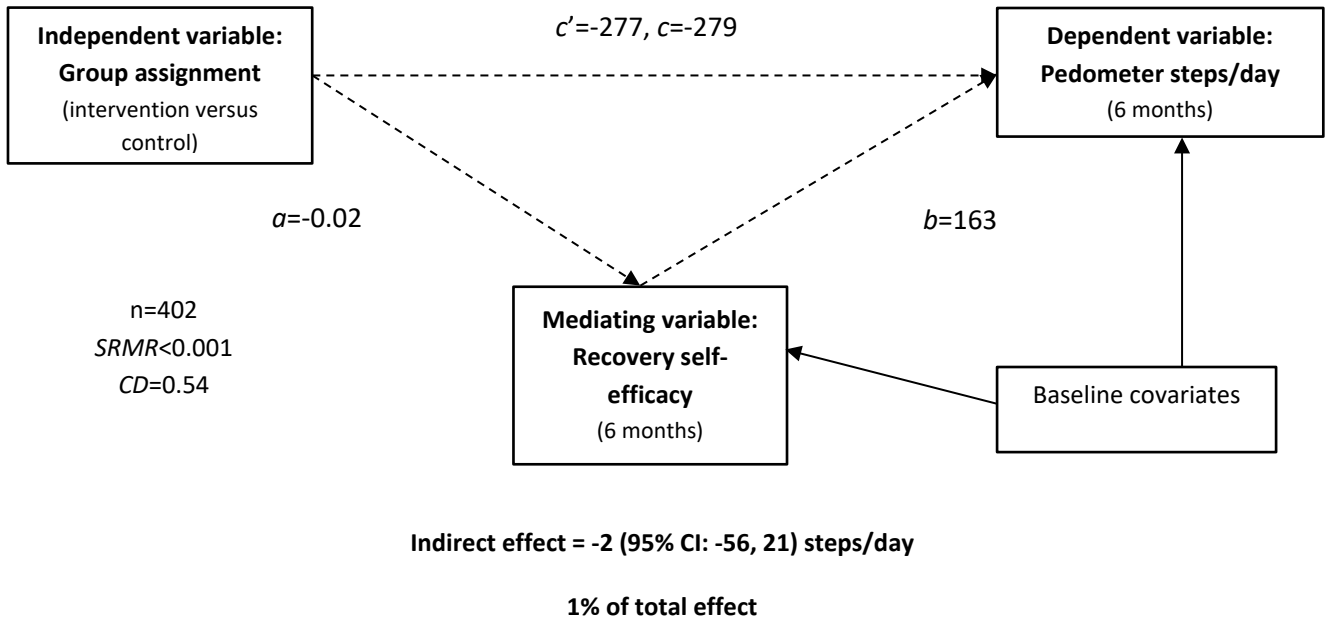 Independent variable:
Group assignment
(intervention versus
control)
c’=-277, c=-279
Dependent variable:
Pedometer steps/day
(6 months)
a=-0.02
b=163
n=402
SRMR<0.001
CD=0.54
Mediating variable:
Recovery self-
efficacy
(6 months)
Baseline covariates
Indirect effect = -2 (95% CI: -56, 21) steps/day
1% of total effect